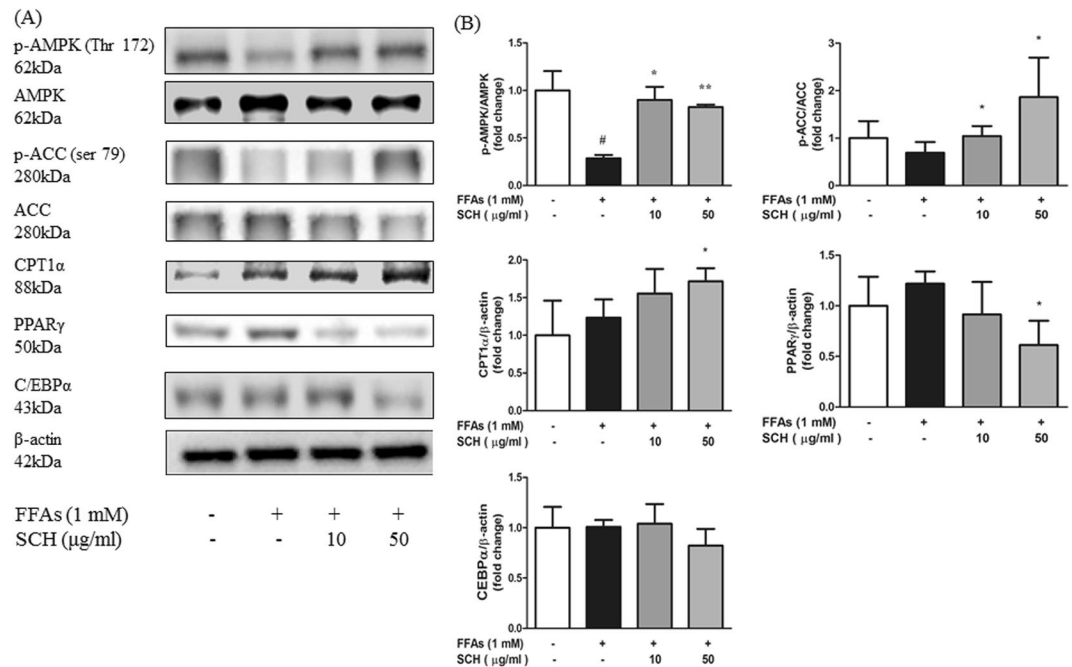 (A)
p-AMPK (Thr 172)
62kDa
AMPK
62kDa
p-ACC (ser 79)
280kDa
ACC
280kDa
CPT1α
88kDa
PPARγ
50kDa
C/EBPα
43kDa
β-actin
42kDa
FFAs (1 mM) - + + +
SCH (μg/ml) - - 10 50
(B)
p-AMPK/AMPK
(fold change)
1.5
1.0
0.5
0.0
#
*
**
FFAs (1 mM) - + + +
SCH ( μg/ml) - - 10 50
p-ACC/ACC
(fold change)
3
2
1
0
*
*
FFAs (1 mM) - + + +
SCH ( μg/ml) - - 10 50
CPT1α/β-actin
(fold change)
2.0
1.5
1.0
0.5
0.0
*
FFAs (1 mM) - + + +
SCH ( μg/ml) - - 10 50
PPARγ/β-actin
(fold change)
1.5
1.0
0.5
0.0
*
FFAs (1 mM) - + + +
SCH ( μg/ml) - - 10 50
CEBPα/β-actin
(fold change)
1.5
1.0
0.5
0.0
FFAs (1 mM) - + + +
SCH ( μg/ml) - - 10 50